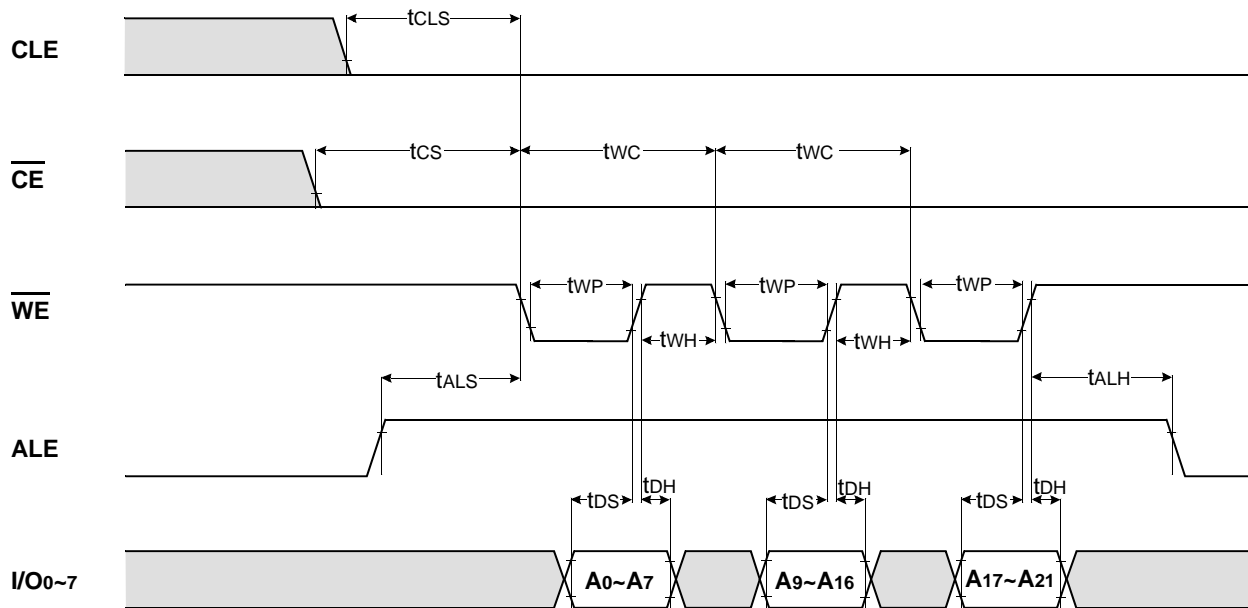 tCLS
CLE
tCS tWC tWC
CE
tWP tWP tWP
WE
tWH tWH
tALS tALH
ALE
tDS tDH tDS tDH tDS tDH
I/O0~7 A0~A7 A9~A16 A17~A21